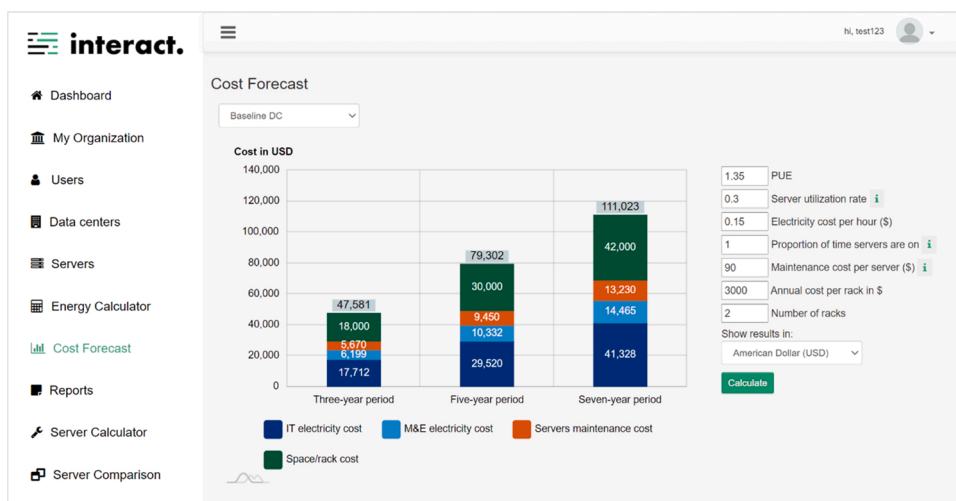 interact.
hi, test123
Dashboard
My Organization
Users
Data centers
Servers
Energy Calculator
Cost Forecast
Reports
Server Calculator
Server Comparison
Cost Forecast
Baseline DC
Cost in USD
140,000
120,000
100,000
80,000
60,000
40,000
20,000
0
47,581
18,000
5,670
6,199
17,712
79,302
30,000
9,450
10,332
29,520
111,023
42,000
13,230
14,465
41,328
Three-year period
Five-year period
Seven-year period
IT electricity cost
M&E electricity cost
Servers maintenance cost
Space/rack cost
1.35 PUE
0.3 Server utilization rate i
0.15 Electricity cost per hour ($)
1 Proportion of time servers are on i
90 Maintenance cost per server ($) i
3000 Annual cost per rack in $
2 Number of racks
Show results in:
American Dollar (USD)
Calculate